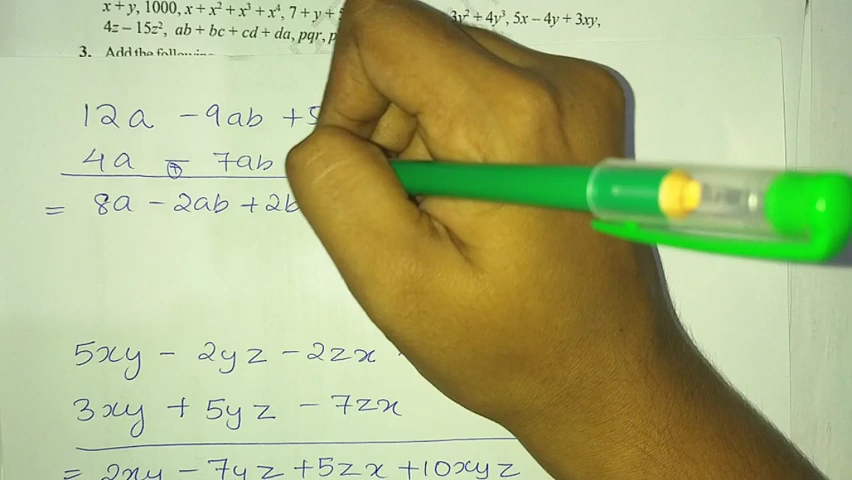 x + y, 1000, x + x² + x³ + x⁴, 7 + y + 3y² + 4y³, 5x – 4y + 3xy,
4z – 15z², ab + bc + cd + da, pqr, p
3. Add the following
12a - 9ab + 5
4a - 7ab
= 8a - 2ab + 2b
5xy - 2yz - 2zx
3xy + 5yz - 7zx
= 2xy - 7yz + 5zx + 10xyz